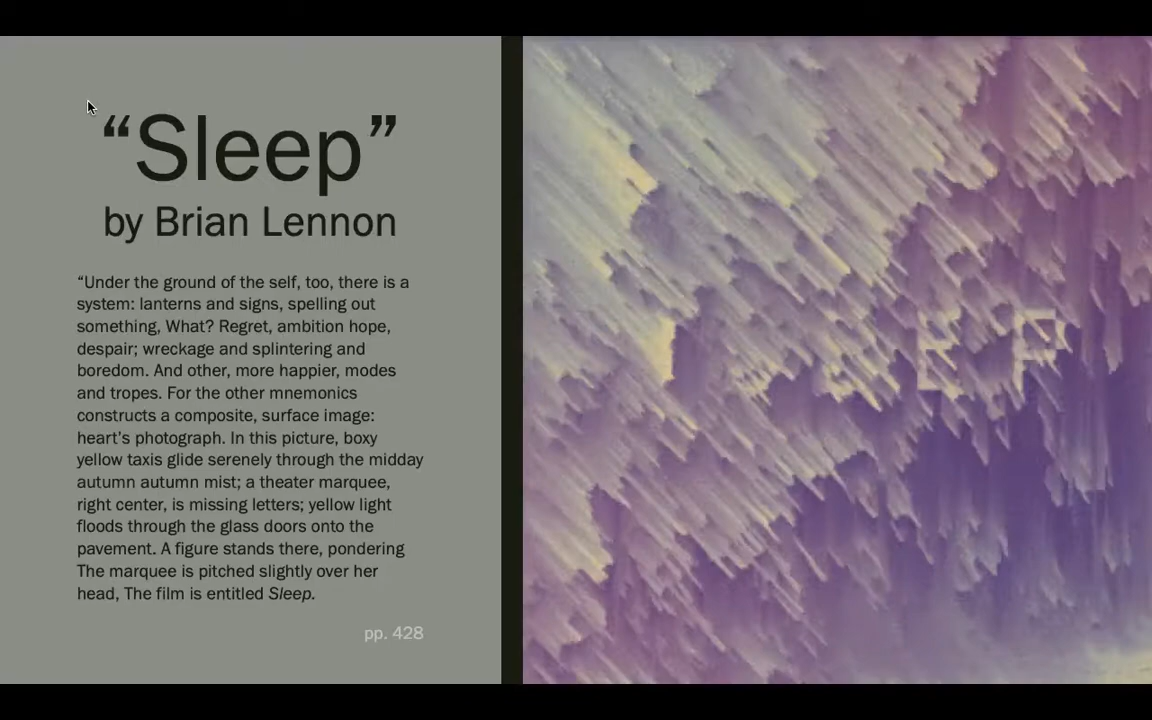 “Sleep”
by Brian Lennon
“Under the ground of the self, too, there is a
system: lanterns and signs, spelling out
something, What? Regret, ambition hope,
despair; wreckage and splintering and
boredom. And other, more happier, modes
and tropes. For the other mnemonics
constructs a composite, surface image:
heart’s photograph. In this picture, boxy
yellow taxis glide serenely through the midday
autumn autumn mist; a theater marquee,
right center, is missing letters; yellow light
floods through the glass doors onto the
pavement. A figure stands there, pondering
The marquee is pitched slightly over her
head, The film is entitled Sleep.
pp. 428
E P